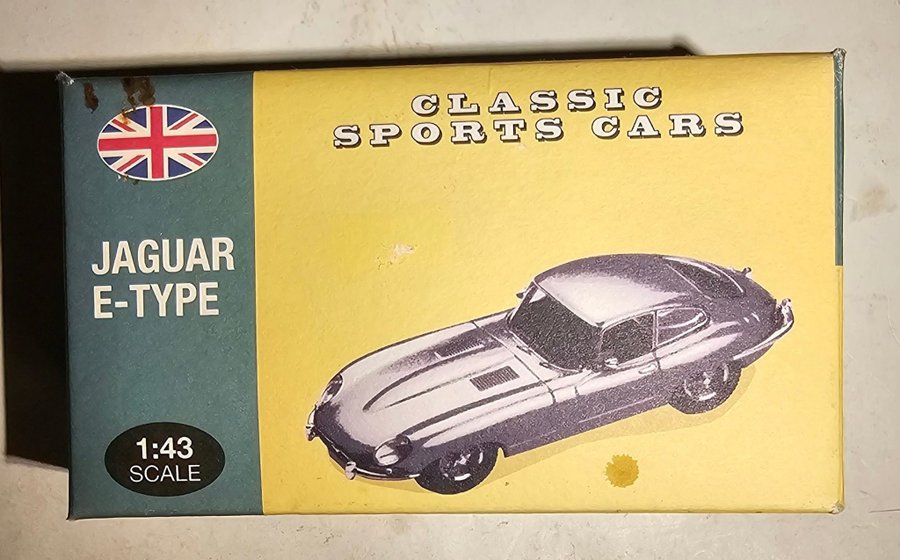 CLASSIC
SPORTS CARS
JAGUAR
E-TYPE
1:43
SCALE